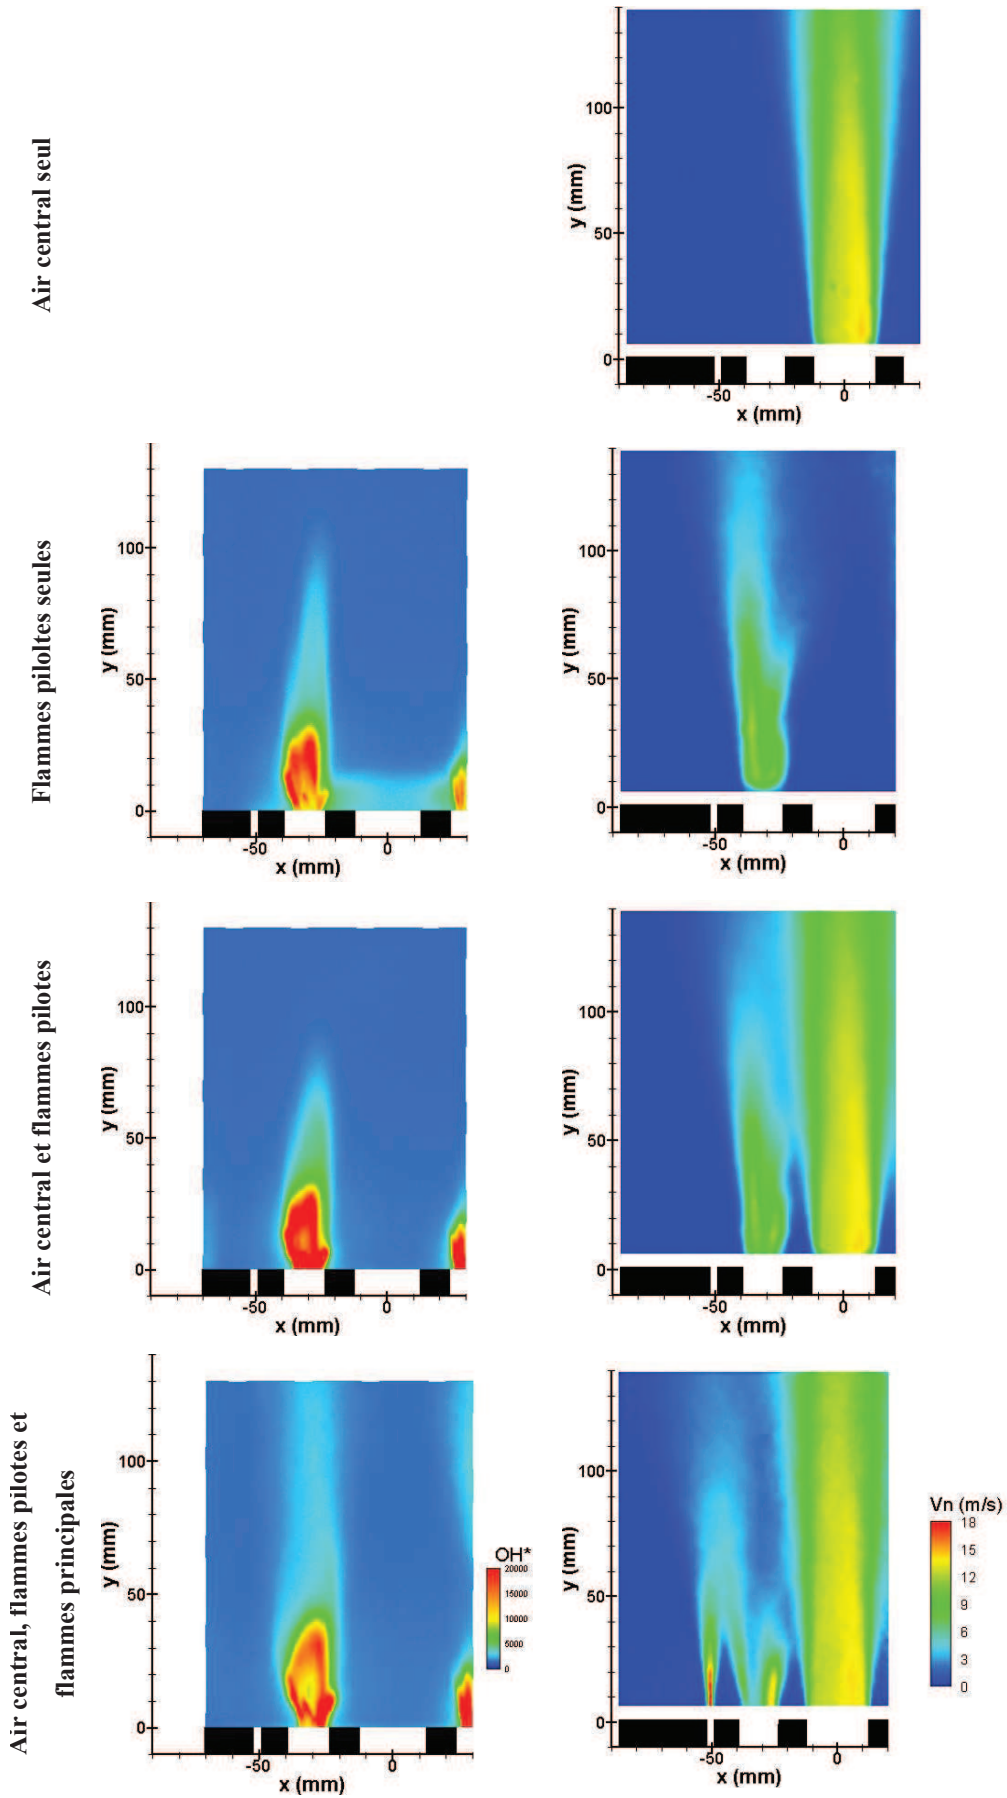 Air central seul
100
50
0
y (mm)
-50
0
x (mm)
Flammes piloltes seules
100
50
0
y (mm)
-50
0
x (mm)
100
50
0
y (mm)
-50
0
x (mm)
Air central et flammes pilotes
100
50
0
y (mm)
-50
0
x (mm)
100
50
0
y (mm)
-50
0
x (mm)
Air central, flammes pilotes et
flammes principales
100
50
0
y (mm)
-50
0
x (mm)
OH*
20000
15000
10000
5000
0
100
50
0
y (mm)
-50
0
x (mm)
Vn (m/s)
18
15
12
9
6
3
0